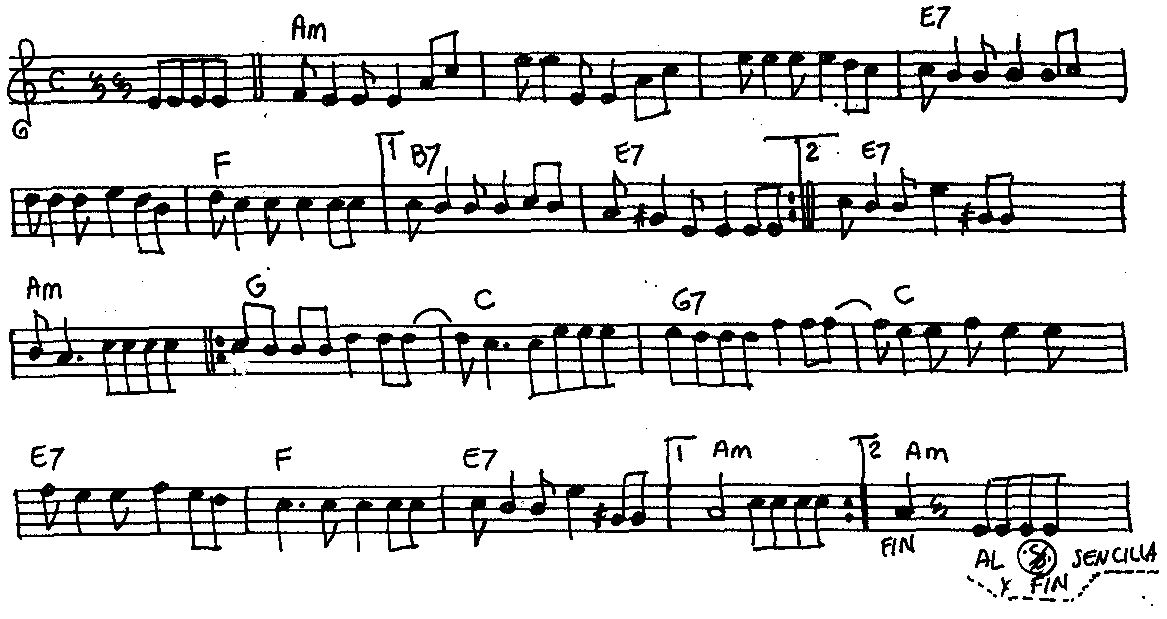 G C
Am E7
F 1 B7 E7 2 E7
Am G C G7 C
E7 F E7 1 Am 2 Am
FIN AL SENCILLA
Y FIN